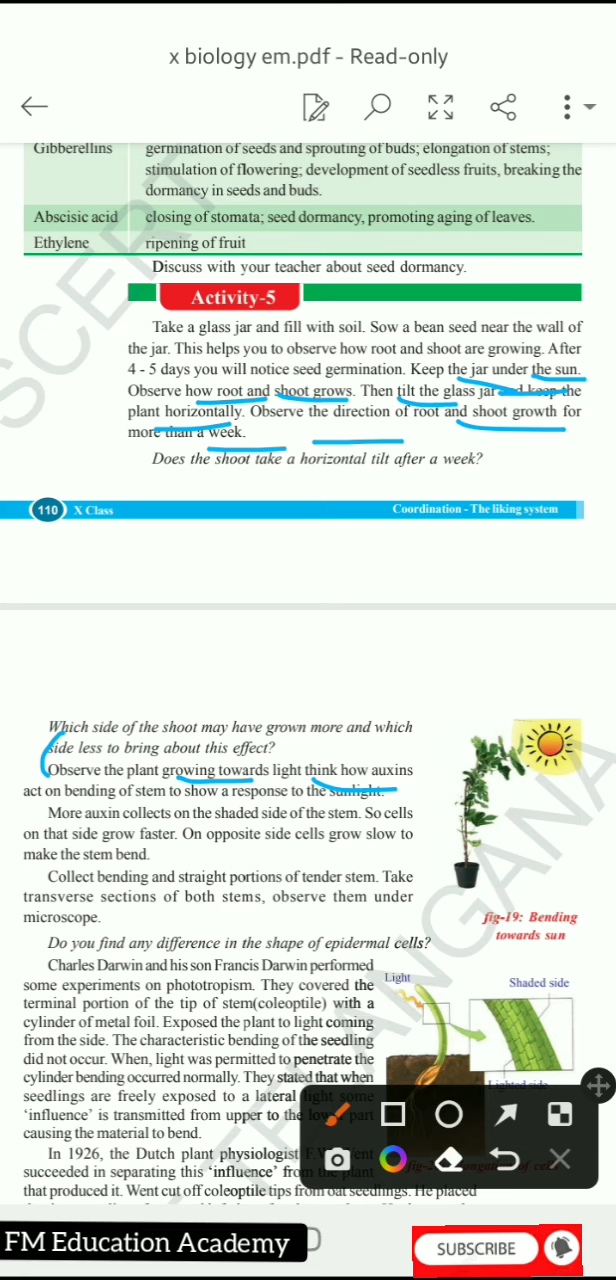 x biology em.pdf - Read-only
Gibberellins germination of seeds and sprouting of buds; elongation of stems;
stimulation of flowering; development of seedless fruits, breaking the
dormancy in seeds and buds.
Abscisic acid closing of stomata; seed dormancy, promoting aging of leaves.
Ethylene ripening of fruit
Discuss with your teacher about seed dormancy.
Activity-5
Take a glass jar and fill with soil. Sow a bean seed near the wall of
the jar. This helps you to observe how root and shoot are growing. After
4 - 5 days you will notice seed germination. Keep the jar under the sun.
Observe how root and shoot grows. Then tilt the glass jar and keep the
plant horizontally. Observe the direction of root and shoot growth for
more than a week.
Does the shoot take a horizontal tilt after a week?
110 X Class Coordination - The liking system
Which side of the shoot may have grown more and which
side less to bring about this effect?
Observe the plant growing towards light think how auxins
act on bending of stem to show a response to the sunlight.
More auxin collects on the shaded side of the stem. So cells
on that side grow faster. On opposite side cells grow slow to
make the stem bend.
Collect bending and straight portions of tender stem. Take
transverse sections of both stems, observe them under
microscope.
fig-19: Bending
towards sun
Do you find any difference in the shape of epidermal cells?
Charles Darwin and his son Francis Darwin performed
some experiments on phototropism. They covered the
terminal portion of the tip of stem(coleoptile) with a
cylinder of metal foil. Exposed the plant to light coming
from the side. The characteristic bending of the seedling
did not occur. When, light was permitted to penetrate the
cylinder bending occurred normally. They stated that when
seedlings are freely exposed to a lateral light some
'influence' is transmitted from upper to the lower part
causing the material to bend.
Light
Shaded side
Lighted side
In 1926, the Dutch plant physiologist F.W.Went
succeeded in separating this 'influence' from the plant
that produced it. Went cut off coleoptile tips from oat seedlings. He placed
SCERT TELANGANA
FM Education Academy
SUBSCRIBE